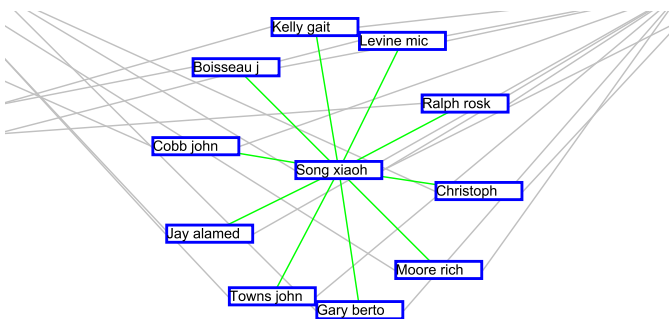 Kelly gait
Levine mic
Boisseau j
Ralph rosk
Cobb john
Song xiaoh
Christoph
Jay alamed
Moore rich
Towns john
Gary berto